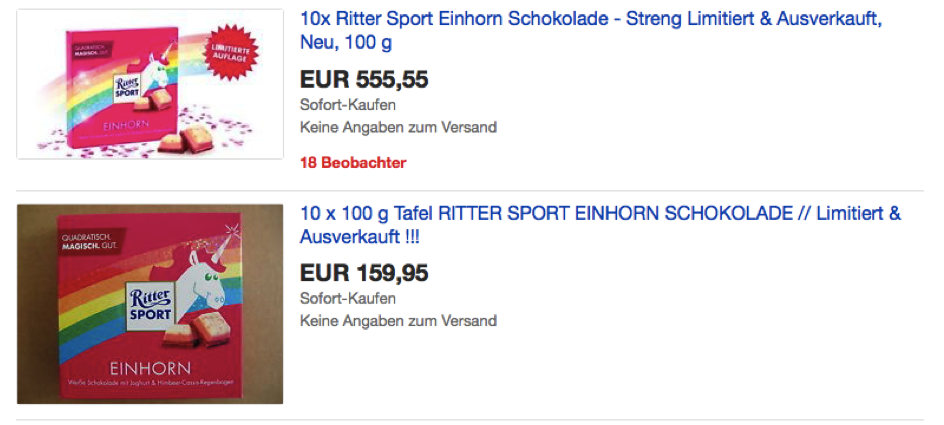 10x Ritter Sport Einhorn Schokolade - Streng Limitiert & Ausverkauft,
Neu, 100 g
EUR 555,55
Sofort-Kaufen
Keine Angaben zum Versand
18 Beobachter
QUADRATISCH.
MAGISCH. GUT.
LIMITIERTE
AUFLAGE
Ritter
SPORT
EINHORN
10 x 100 g Tafel RITTER SPORT EINHORN SCHOKOLADE // Limitiert &
Ausverkauft !!!
EUR 159,95
Sofort-Kaufen
Keine Angaben zum Versand
QUADRATISCH.
MAGISCH. GUT.
Ritter
SPORT
EINHORN
Weiße Schokolade mit Joghurt & Himbeer-Cassis-Regenbogen